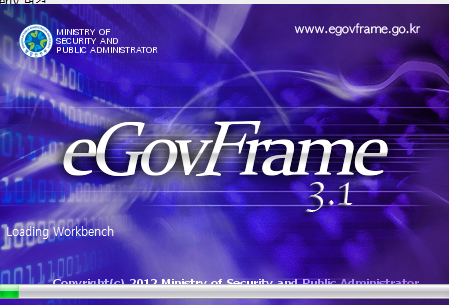 MINISTRY OF
SECURITY AND
PUBLIC ADMINISTRATOR
www.egovframe.go.kr
eGovFrame
3.1
Loading Workbench
Copyright(c) 2012 Ministry of Security and Public Administrator